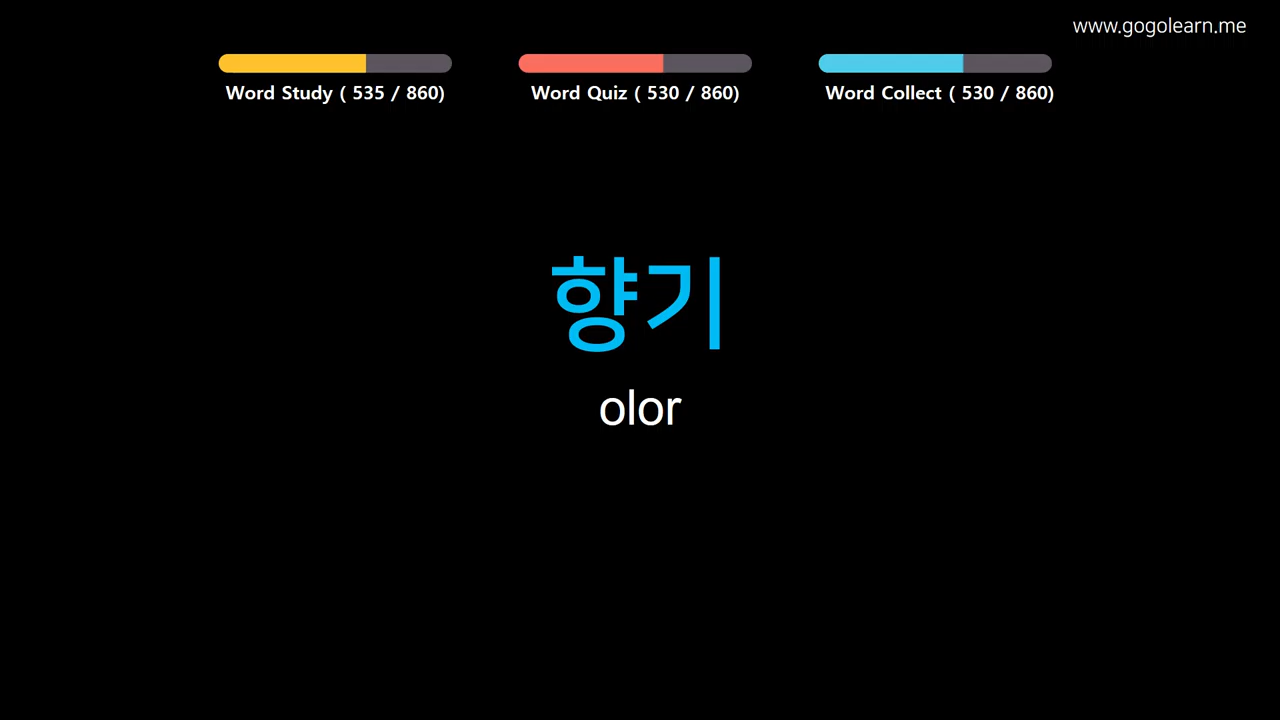 www.gogolearn.me
Word Study ( 535 / 860) Word Quiz ( 530 / 860) Word Collect ( 530 / 860)
향기
olor